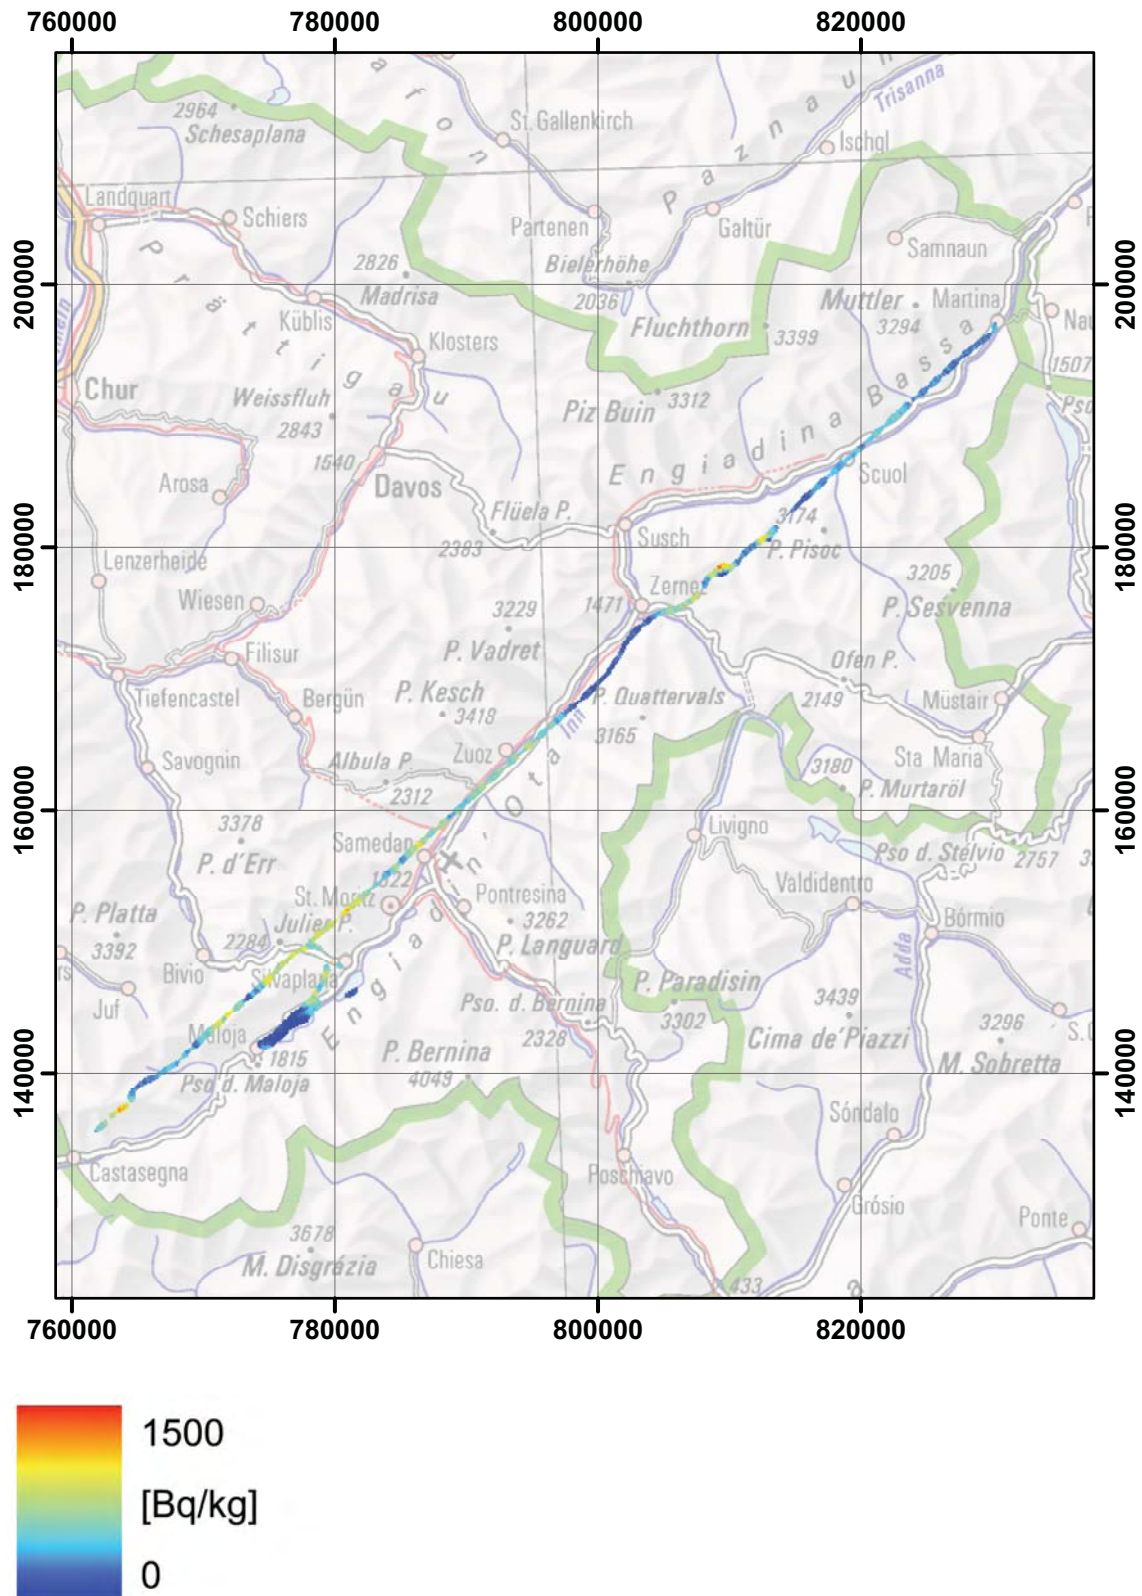 760000 780000 800000 820000
Trisanna
2964
Schesaplana
St. Gallenkirch
Ischgl
Paznaun
Landquart
Schiers
Partenen
Galtür
Samnaun
Prättigau
2826
Madrisa
Bielerhöhe
2036
200000
200000
Muttler
3294
Martina
Küblis
Fluchthorn
3399
Klosters
1507
Chur
Weissfluh
2843
Piz Buin
3312
Engiadina Bassa
1540
Davos
Arosa
Scuol
Flüela P.
2383
3174
P. Pisoc
Susch
180000
180000
Lenzerheide
Wiesen
Zernez
1471
3205
P. Sesvenna
3229
P. Vadret
Filisur
Ofen P.
2149
Tiefencastel
Bergün
P. Kesch
3418
P. Quattervals
3165
Müstair
Inn
Zuoz
Savognin
Albula P.
2312
Sta Maria
3180
P. Murtaröl
160000
160000
3378
P. d'Err
Samedan
Livigno
Pso d. Stélvio
2757
1822
St. Moritz
Pontresina
Valdidentro
P. Platta
3392
Julier P.
2284
3262
P. Languard
Bórmio
Adda
Bivio
Silvaplana
Juf
Pso. d. Bernina
2328
P. Paradisin
3302
3439
Cima de' Piazzi
3296
M. Sobretta
Maloja
1815
Pso d. Maloja
P. Bernina
4049
140000
140000
Sóndalo
Castasegna
Poschiavo
Grósio
Ponte
3678
M. Disgrázia
Chiesa
433
760000 780000 800000 820000
1500
[Bq/kg]
0